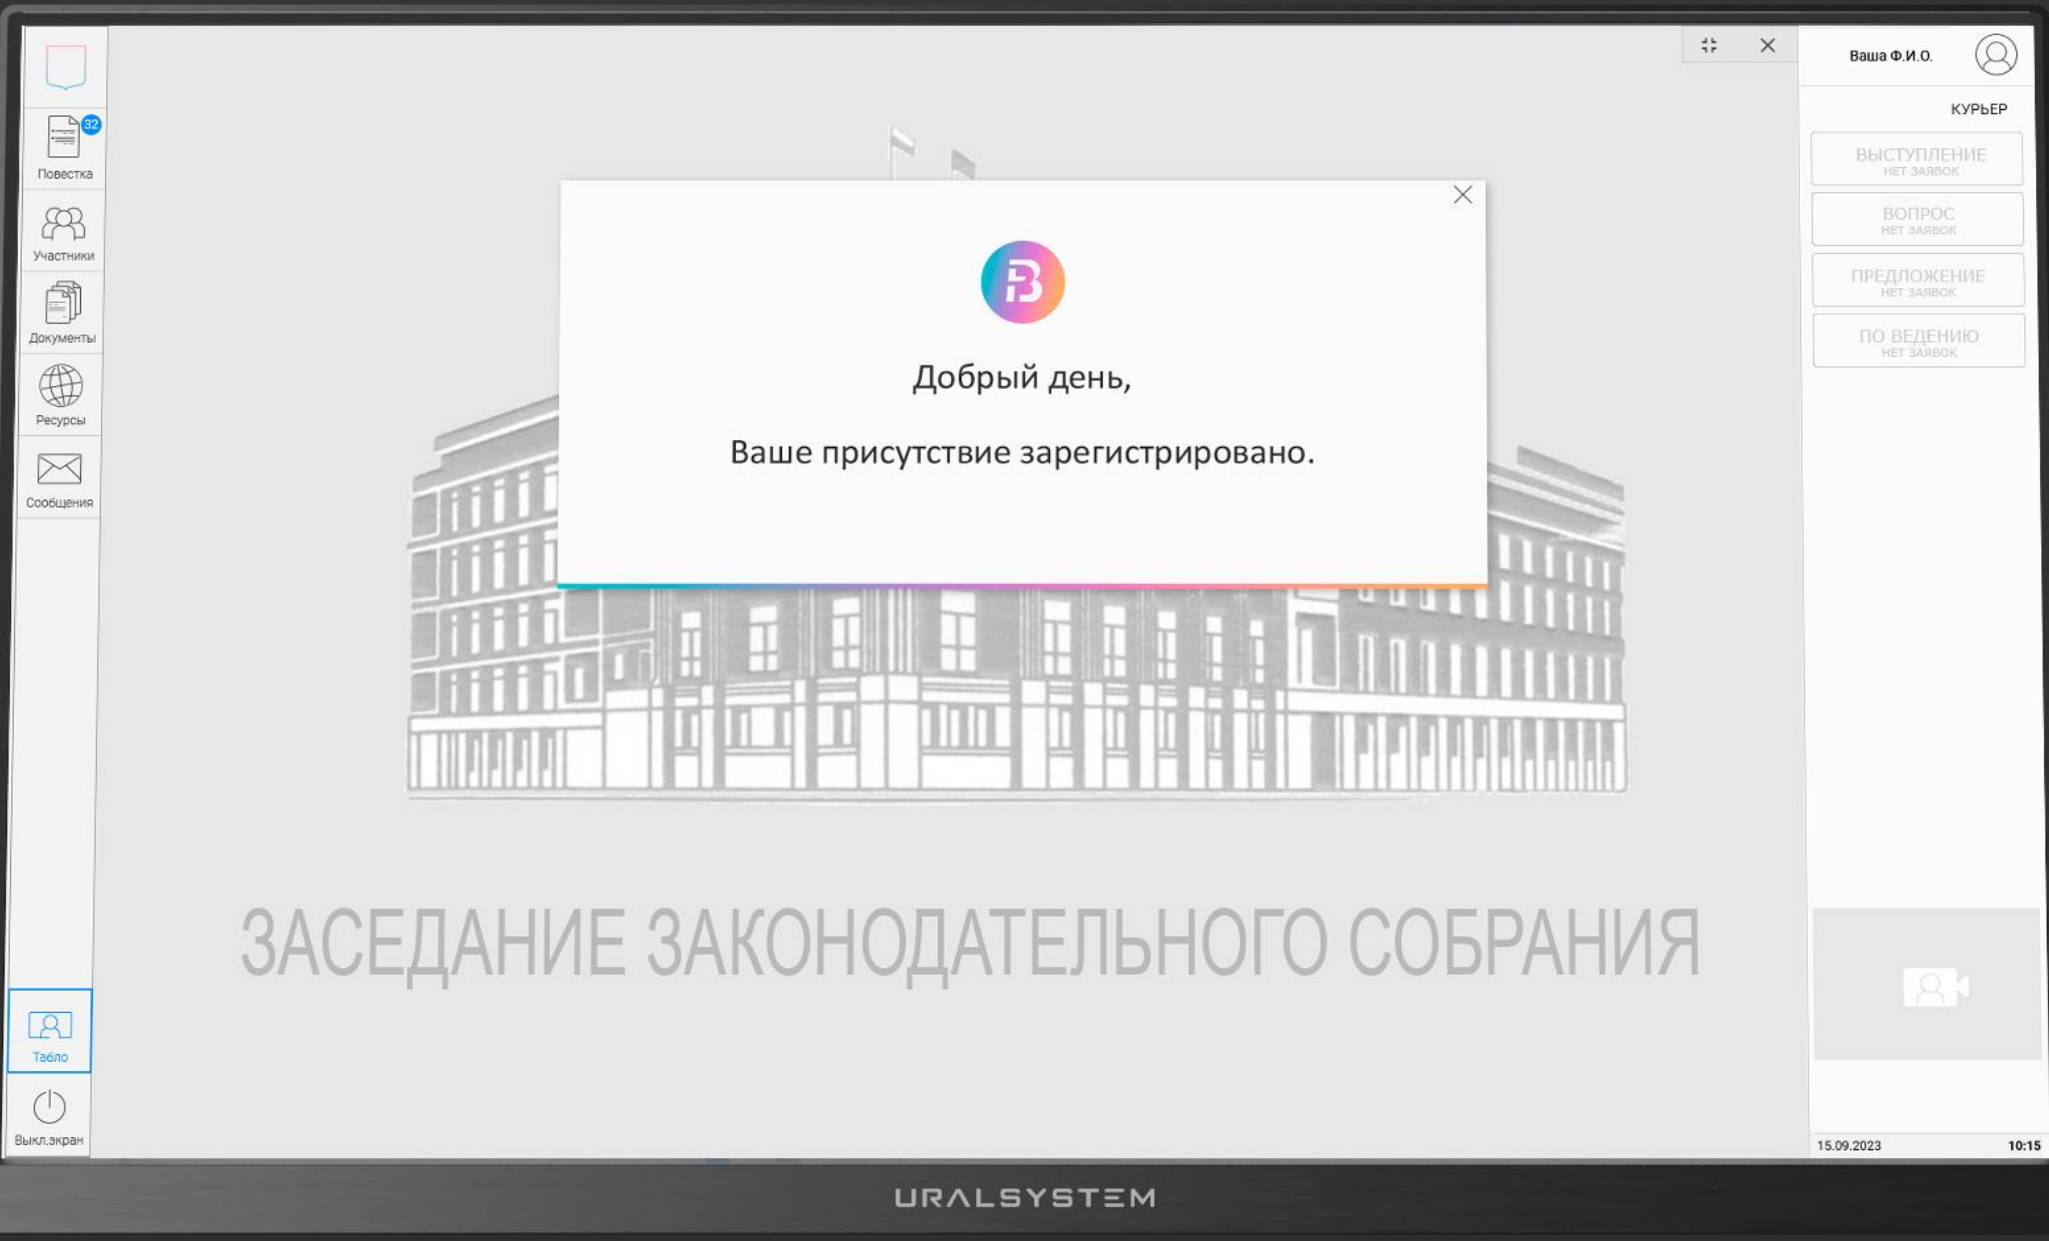 Ваша Ф.И.О.
КУРЬЕР
32
Повестка
Участники
Документы
Ресурсы
Сообщения
Табло
Выкл.экран
Добрый день,
Ваше присутствие зарегистрировано.
ЗАСЕДАНИЕ ЗАКОНОДАТЕЛЬНОГО СОБРАНИЯ
ВЫСТУПЛЕНИЕ
НЕТ ЗАЯВОК
ВОПРОС
НЕТ ЗАЯВОК
ПРЕДЛОЖЕНИЕ
НЕТ ЗАЯВОК
ПО ВЕДЕНИЮ
НЕТ ЗАЯВОК
15.09.2023 10:15
URALSYSTEM